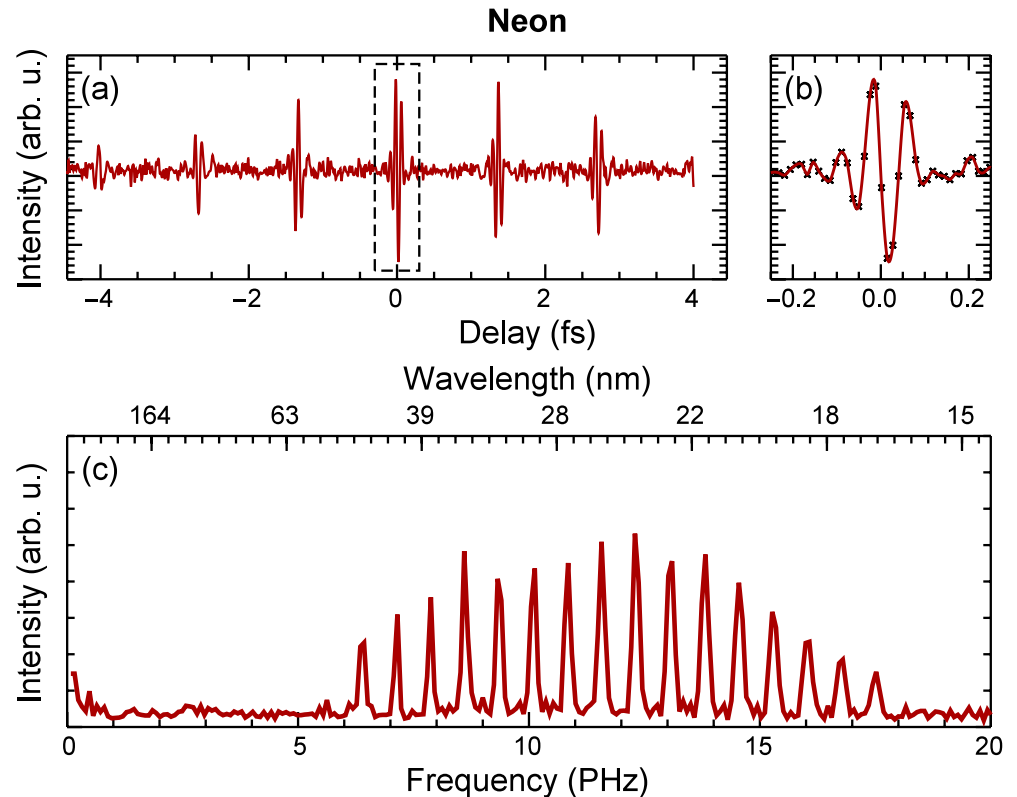 Neon
(a)
(b)
Intensity (arb. u.)
−4
−2
0
2
4
−0.2
0.0
0.2
Delay (fs)
Wavelength (nm)
164
63
39
28
22
18
15
(c)
Intensity (arb. u.)
0
5
10
15
20
Frequency (PHz)